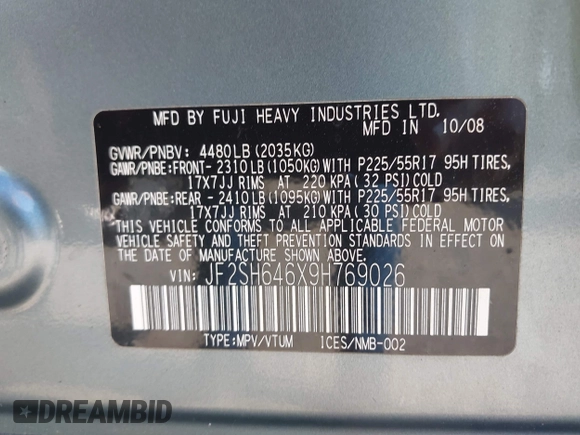 MFD BY FUJI HEAVY INDUSTRIES LTD.
MFD IN 10/08
GVWR/PNBV: 4480LB (2035KG)
GAWR/PNBE:FRONT- 2310LB (1050KG) WITH P225/55R17 95H TIRES,
17X7JJ RIMS AT 220 KPA (32 PSI) COLD
GAWR/PNBE:REAR - 2410LB (1095KG) WITH P225/55R17 95H TIRES,
17X7JJ RIMS AT 210 KPA (30 PSI) COLD
THIS VEHICLE CONFORMS TO ALL APPLICABLE FEDERAL MOTOR
VEHICLE SAFETY AND THEFT PREVENTION STANDARDS IN EFFECT ON
THE DATE OF MANUFACTURE SHOWN ABOVE.
VIN: JF2SH646X9H769026
TYPE:MPV/VTUM ICES/NMB-002
DREAMBID